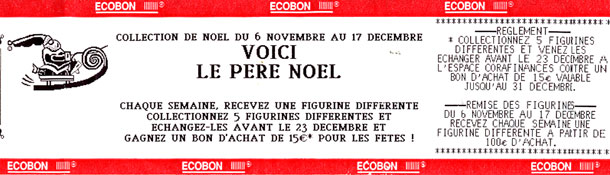 ECOBON ® ECOBON ® ECOBON ® ECOBON ®
COLLECTION DE NOEL DU 6 NOVEMBRE AU 17 DECEMBRE
VOICI
LE PERE NOEL
CHAQUE SEMAINE, RECEVEZ UNE FIGURINE DIFFERENTE
COLLECTIONNEZ 5 FIGURINES DIFFERENTES ET
ECHANGEZ-LES AVANT LE 23 DECEMBRE ET
GAGNEZ UN BON D'ACHAT DE 15€* POUR LES FETES !
REGLEMENT
* COLLECTIONNEZ 5 FIGURINES
DIFFERENTES ET VENEZ LES
ECHANGER AVANT LE 23 DECEMBRE A
L'ESPACE CORAFINANCES CONTRE UN
BON D'ACHAT DE 15€ VALABLE
JUSQU'AU 31 DECEMBRE.
REMISE DES FIGURINES
DU 6 NOVEMBRE AU 17 DECEMBRE
RECEVEZ CHAQUE SEMAINE UNE
FIGURINE DIFFERENTE A PARTIR DE
100€ D'ACHAT.
ECOBON ® ECOBON ® ECOBON ® ECOBON ®